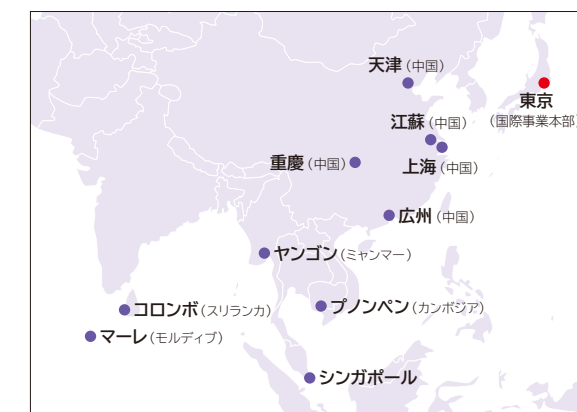 天津（中国）
東京
（国際事業本部）
江蘇（中国）
上海（中国）
重慶（中国）
広州（中国）
ヤンゴン（ミャンマー）
コロンボ（スリランカ）
プノンペン（カンボジア）
マーレ（モルディブ）
シンガポール